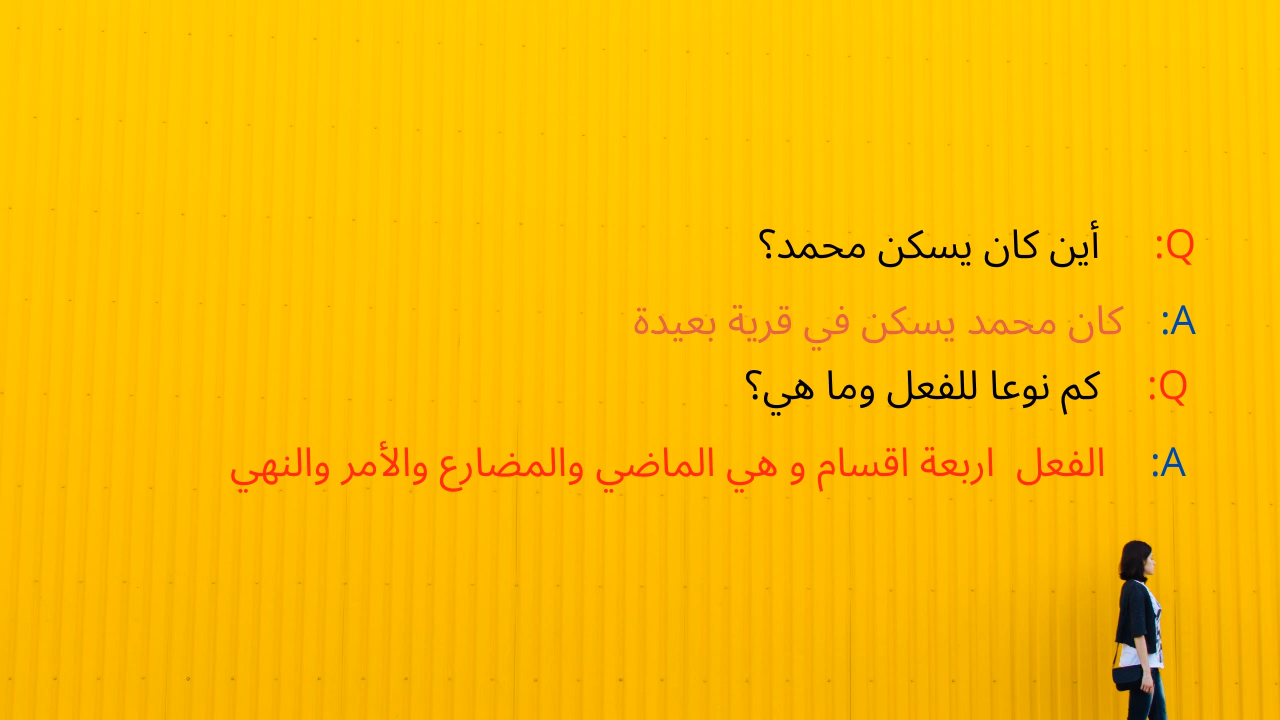 Q: أين كان يسكن محمد؟
A: كان محمد يسكن في قرية بعيدة
Q: كم نوعا للفعل وما هي؟
A: الفعل اربعة اقسام و هي الماضي والمضارع والأمر والنهي